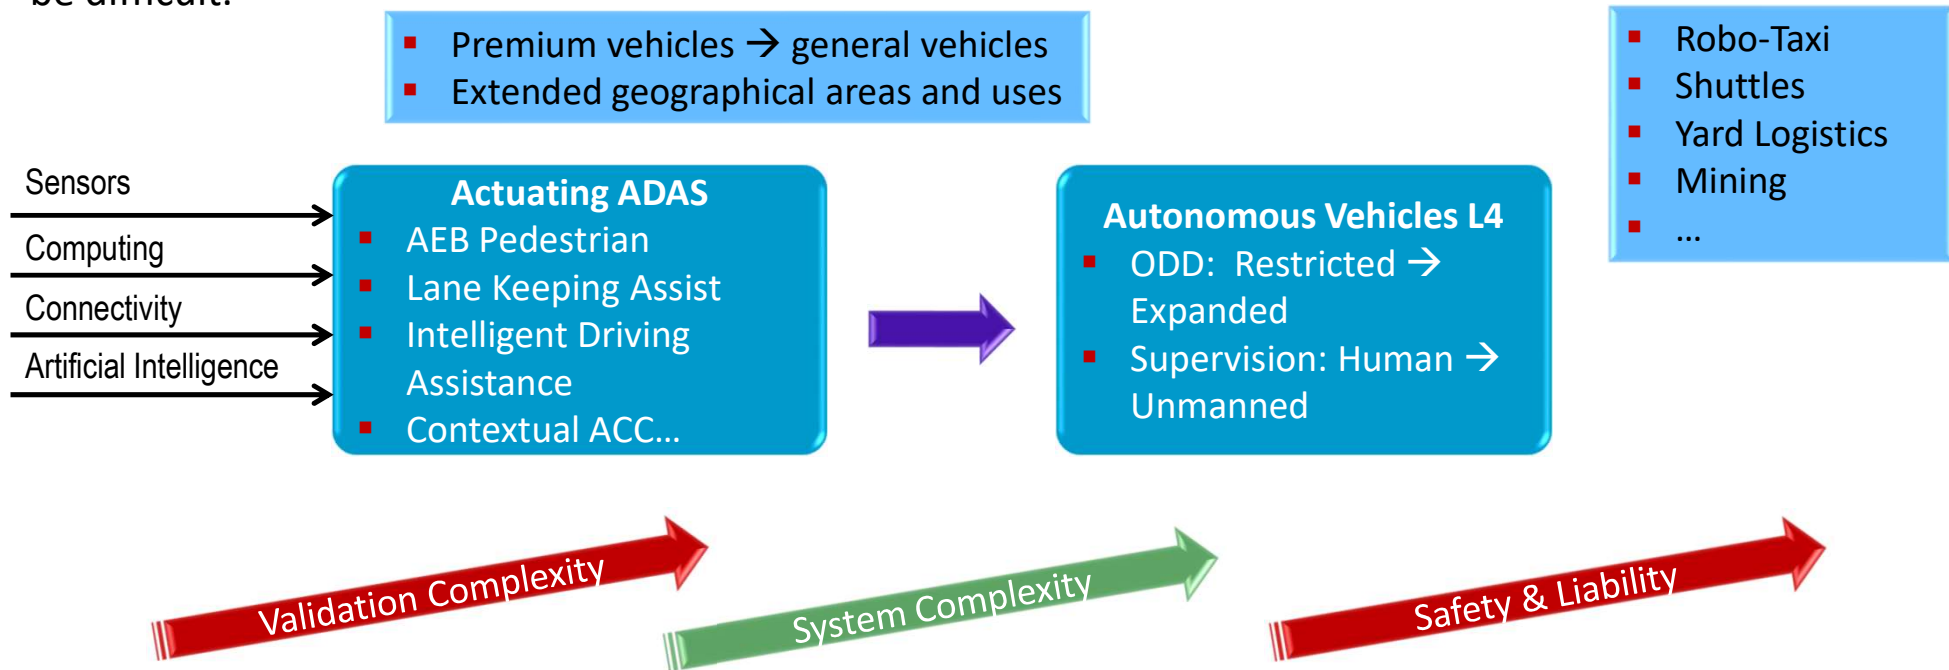 be difficult.
Premium vehicles → general vehicles
Extended geographical areas and uses
Robo-Taxi
Shuttles
Yard Logistics
Mining
...
Sensors
Computing
Connectivity
Artificial Intelligence
Actuating ADAS
AEB Pedestrian
Lane Keeping Assist
Intelligent Driving
Assistance
Contextual ACC...
Autonomous Vehicles L4
ODD: Restricted →
Expanded
Supervision: Human →
Unmanned
Validation Complexity
System Complexity
Safety & Liability